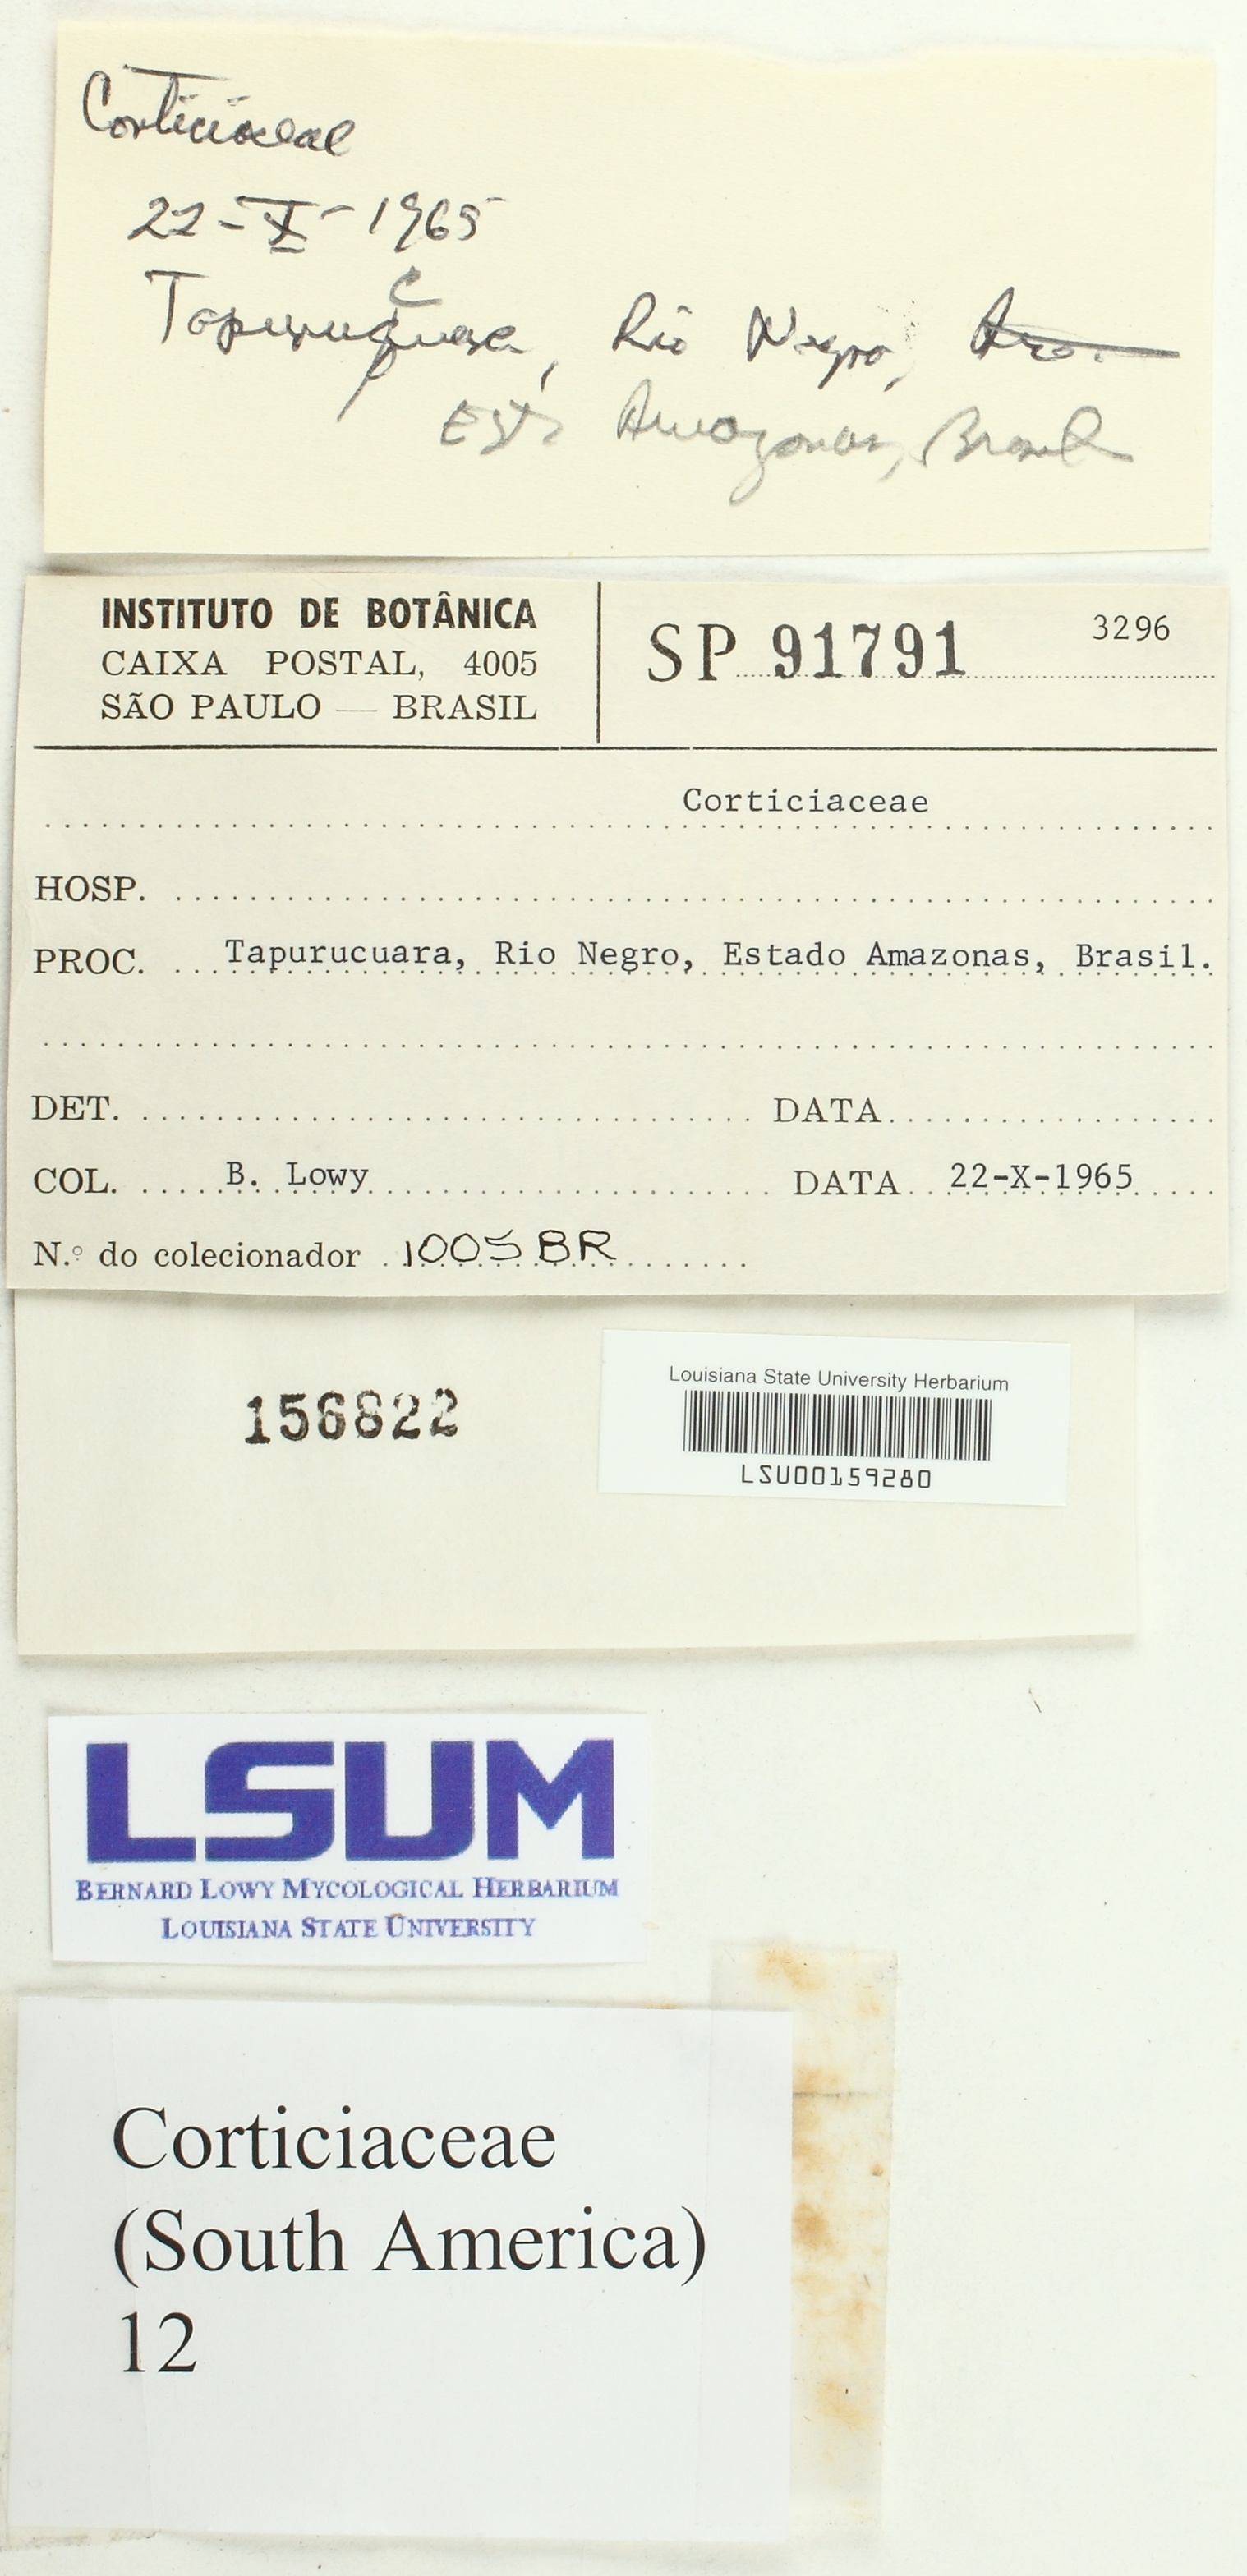 Corticiaceae
22-X-1965
Tapurucuara, Rio Negro,
Est. Amazonas, Brasil
INSTITUTO DE BOTÂNICA
CAIXA POSTAL, 4005
SÃO PAULO — BRASIL
SP 91791 3296
Corticiaceae
HOSP.
PROC. Tapurucuara, Rio Negro, Estado Amazonas, Brasil.
DET. DATA
COL. B. Lowy DATA 22-X-1965
N.º do colecionador 1005 BR
156822
Louisiana State University Herbarium
LSU00159280
LSUM
BERNARD LOWY MYCOLOGICAL HERBARIUM
LOUISIANA STATE UNIVERSITY
Corticiaceae
(South America)
12